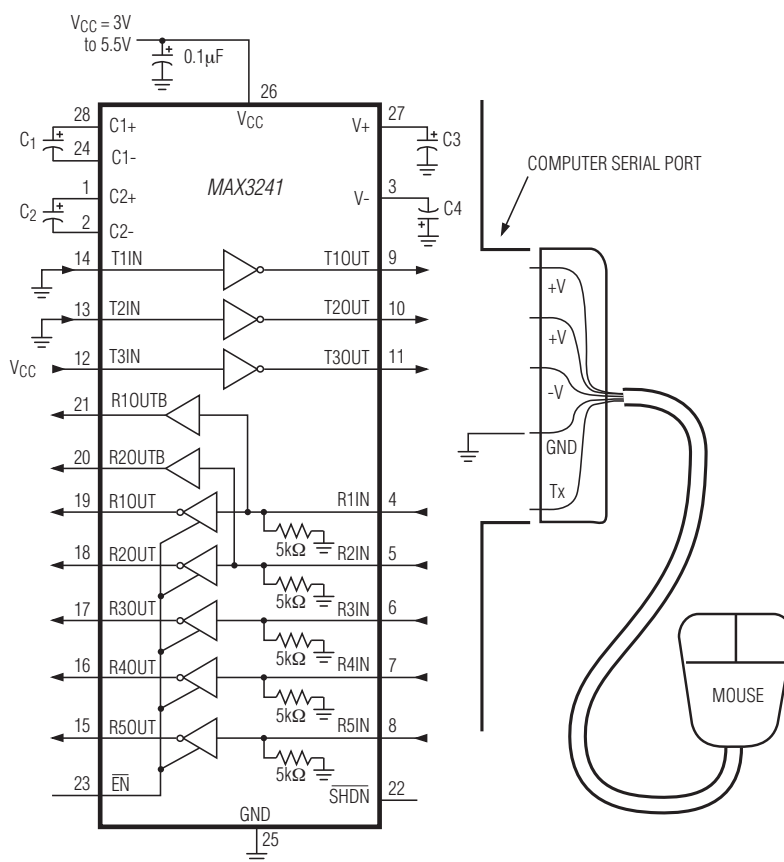 V_CC = 3V
to 5.5V
0.1µF
26
V_CC
28
C1+
C_1
24
C1-
1
C2+
C_2
2
C2-
MAX3241
V+
27
C3
V-
3
C4
COMPUTER SERIAL PORT
14
T1IN
T1OUT
9
13
T2IN
T2OUT
10
V_CC
12
T3IN
T3OUT
11
21
R1OUTB
20
R2OUTB
19
R1OUT
R1IN
4
5kΩ
18
R2OUT
R2IN
5
5kΩ
17
R3OUT
R3IN
6
5kΩ
16
R4OUT
R4IN
7
5kΩ
15
R5OUT
R5IN
8
5kΩ
23
E̅N̅
S̅H̅D̅N̅
22
GND
25
+V
+V
-V
GND
Tx
MOUSE